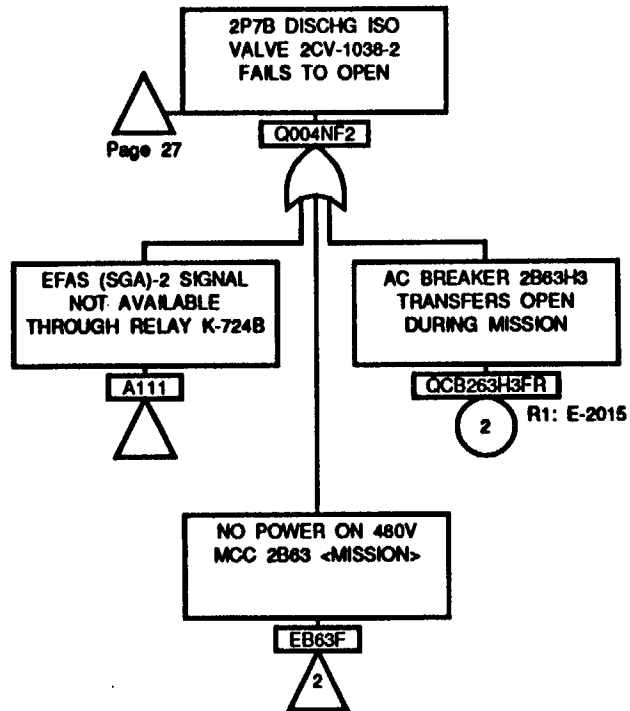 2P7B DISCHG ISO
VALVE 2CV-1038-2
FAILS TO OPEN
Page 27
Q004NF2
EFAS (SGA)-2 SIGNAL
NOT AVAILABLE
THROUGH RELAY K-724B
A111
AC BREAKER 2B63H3
TRANSFERS OPEN
DURING MISSION
QCB263H3FR
2
R1: E-2015
NO POWER ON 480V
MCC 2B63 <MISSION>
EB63F
2